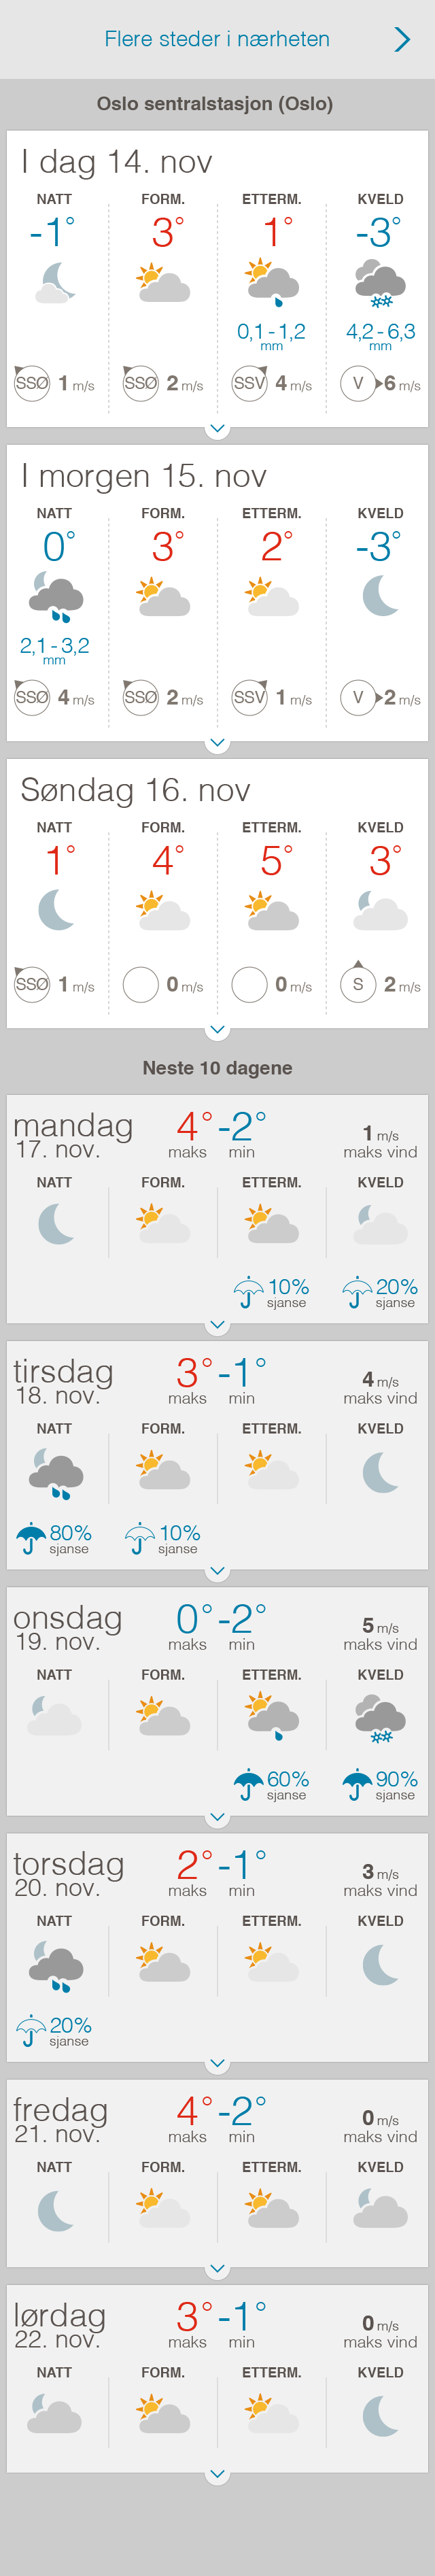 Flere steder i nærheten
Oslo sentralstasjon (Oslo)
I dag 14. nov
NATT FORM. ETTERM. KVELD
-1° 3° 1° -3°
0,1 - 1,2 4,2 - 6,3
mm mm
SSØ 1 m/s SSØ 2 m/s SSV 4 m/s V 6 m/s
I morgen 15. nov
NATT FORM. ETTERM. KVELD
0° 3° 2° -3°
2,1 - 3,2
mm
SSØ 4 m/s SSØ 2 m/s SSV 1 m/s V 2 m/s
Søndag 16. nov
NATT FORM. ETTERM. KVELD
1° 4° 5° 3°
SSØ 1 m/s 0 m/s 0 m/s S 2 m/s
Neste 10 dagene
mandag 4° -2° 1 m/s
17. nov. maks min maks vind
NATT FORM. ETTERM. KVELD
10% 20%
sjanse sjanse
tirsdag 3° -1° 4 m/s
18. nov. maks min maks vind
NATT FORM. ETTERM. KVELD
80% 10%
sjanse sjanse
onsdag 0° -2° 5 m/s
19. nov. maks min maks vind
NATT FORM. ETTERM. KVELD
60% 90%
sjanse sjanse
torsdag 2° -1° 3 m/s
20. nov. maks min maks vind
NATT FORM. ETTERM. KVELD
20%
sjanse
fredag 4° -2° 0 m/s
21. nov. maks min maks vind
NATT FORM. ETTERM. KVELD
lørdag 3° -1° 0 m/s
22. nov. maks min maks vind
NATT FORM. ETTERM. KVELD